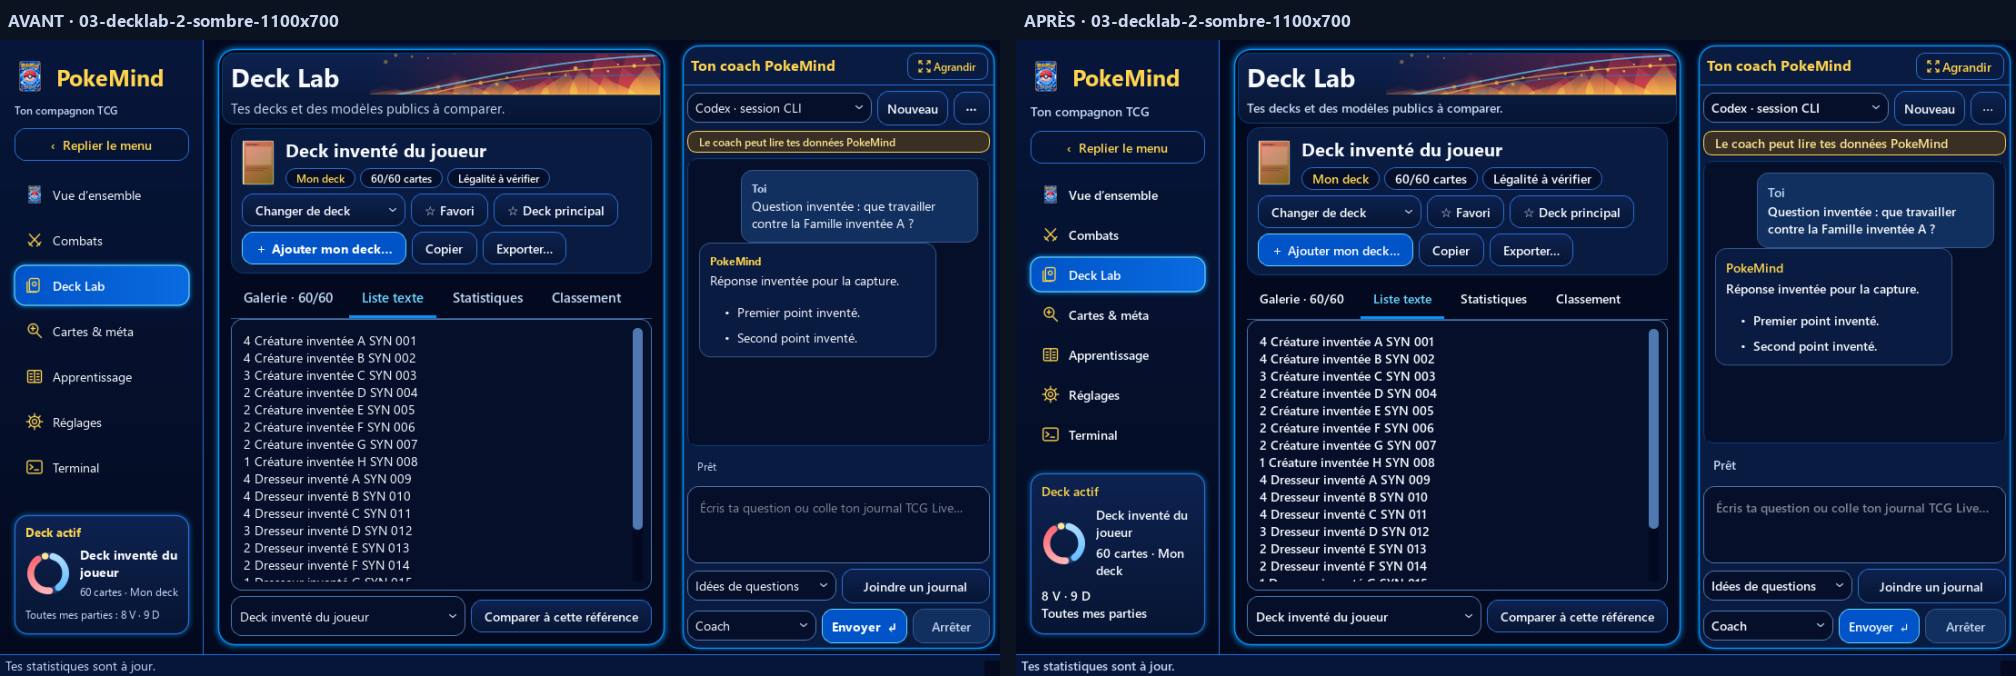 AVANT · 03-decklab-2-sombre-1100x700
PokeMind
Ton compagnon TCG
‹ Replier le menu
Vue d'ensemble
Combats
Deck Lab
Cartes & méta
Apprentissage
Réglages
Terminal
Deck actif
Deck inventé du
joueur
60 cartes · Mon deck
Toutes mes parties : 8 V · 9 D
Deck Lab
Tes decks et des modèles publics à comparer.
Deck inventé du joueur
Mon deck
60/60 cartes
Légalité à vérifier
Changer de deck
☆ Favori
☆ Deck principal
+ Ajouter mon deck...
Copier
Exporter...
Galerie · 60/60
Liste texte
Statistiques
Classement
4 Créature inventée A SYN 001
4 Créature inventée B SYN 002
3 Créature inventée C SYN 003
2 Créature inventée D SYN 004
2 Créature inventée E SYN 005
2 Créature inventée F SYN 006
2 Créature inventée G SYN 007
1 Créature inventée H SYN 008
4 Dresseur inventé A SYN 009
4 Dresseur inventé B SYN 010
4 Dresseur inventé C SYN 011
3 Dresseur inventé D SYN 012
2 Dresseur inventé E SYN 013
2 Dresseur inventé F SYN 014
Deck inventé du joueur
Comparer à cette référence
Ton coach PokeMind
Agrandir
Codex · session CLI
Nouveau
...
Le coach peut lire tes données PokeMind
Toi
Question inventée : que travailler
contre la Famille inventée A ?
PokeMind
Réponse inventée pour la capture.
• Premier point inventé.
• Second point inventé.
Prêt
Écris ta question ou colle ton journal TCG Live...
Idées de questions
Joindre un journal
Coach
Envoyer ↲
Arrêter
Tes statistiques sont à jour.
APRÈS · 03-decklab-2-sombre-1100x700
PokeMind
Ton compagnon TCG
‹ Replier le menu
Vue d'ensemble
Combats
Deck Lab
Cartes & méta
Apprentissage
Réglages
Terminal
Deck actif
Deck inventé du
joueur
60 cartes · Mon
deck
8 V · 9 D
Toutes mes parties
Deck Lab
Tes decks et des modèles publics à comparer.
Deck inventé du joueur
Mon deck
60/60 cartes
Légalité à vérifier
Changer de deck
☆ Favori
☆ Deck principal
+ Ajouter mon deck...
Copier
Exporter...
Galerie · 60/60
Liste texte
Statistiques
Classement
4 Créature inventée A SYN 001
4 Créature inventée B SYN 002
3 Créature inventée C SYN 003
2 Créature inventée D SYN 004
2 Créature inventée E SYN 005
2 Créature inventée F SYN 006
2 Créature inventée G SYN 007
1 Créature inventée H SYN 008
4 Dresseur inventé A SYN 009
4 Dresseur inventé B SYN 010
4 Dresseur inventé C SYN 011
3 Dresseur inventé D SYN 012
2 Dresseur inventé E SYN 013
2 Dresseur inventé F SYN 014
Deck inventé du joueur
Comparer à cette référence
Ton coach PokeMind
Agrandir
Codex · session CLI
Nouveau
...
Le coach peut lire tes données PokeMind
Toi
Question inventée : que travailler
contre la Famille inventée A ?
PokeMind
Réponse inventée pour la capture.
• Premier point inventé.
• Second point inventé.
Prêt
Écris ta question ou colle ton journal TCG Live...
Idées de questions
Joindre un journal
Coach
Envoyer ↲
Arrêter
Tes statistiques sont à jour.